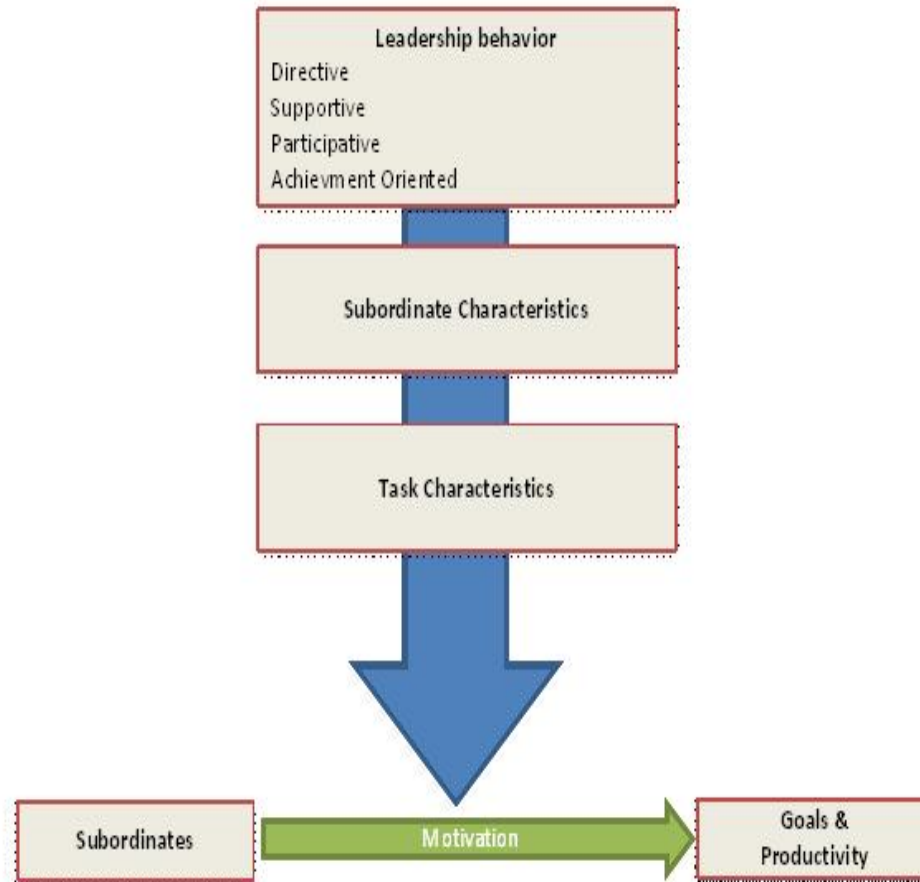 Leadership behavior
Directive
Supportive
Participative
Achievment Oriented
Subordinate Characteristics
Task Characteristics
Subordinates
Motivation
Goals &
Productivity